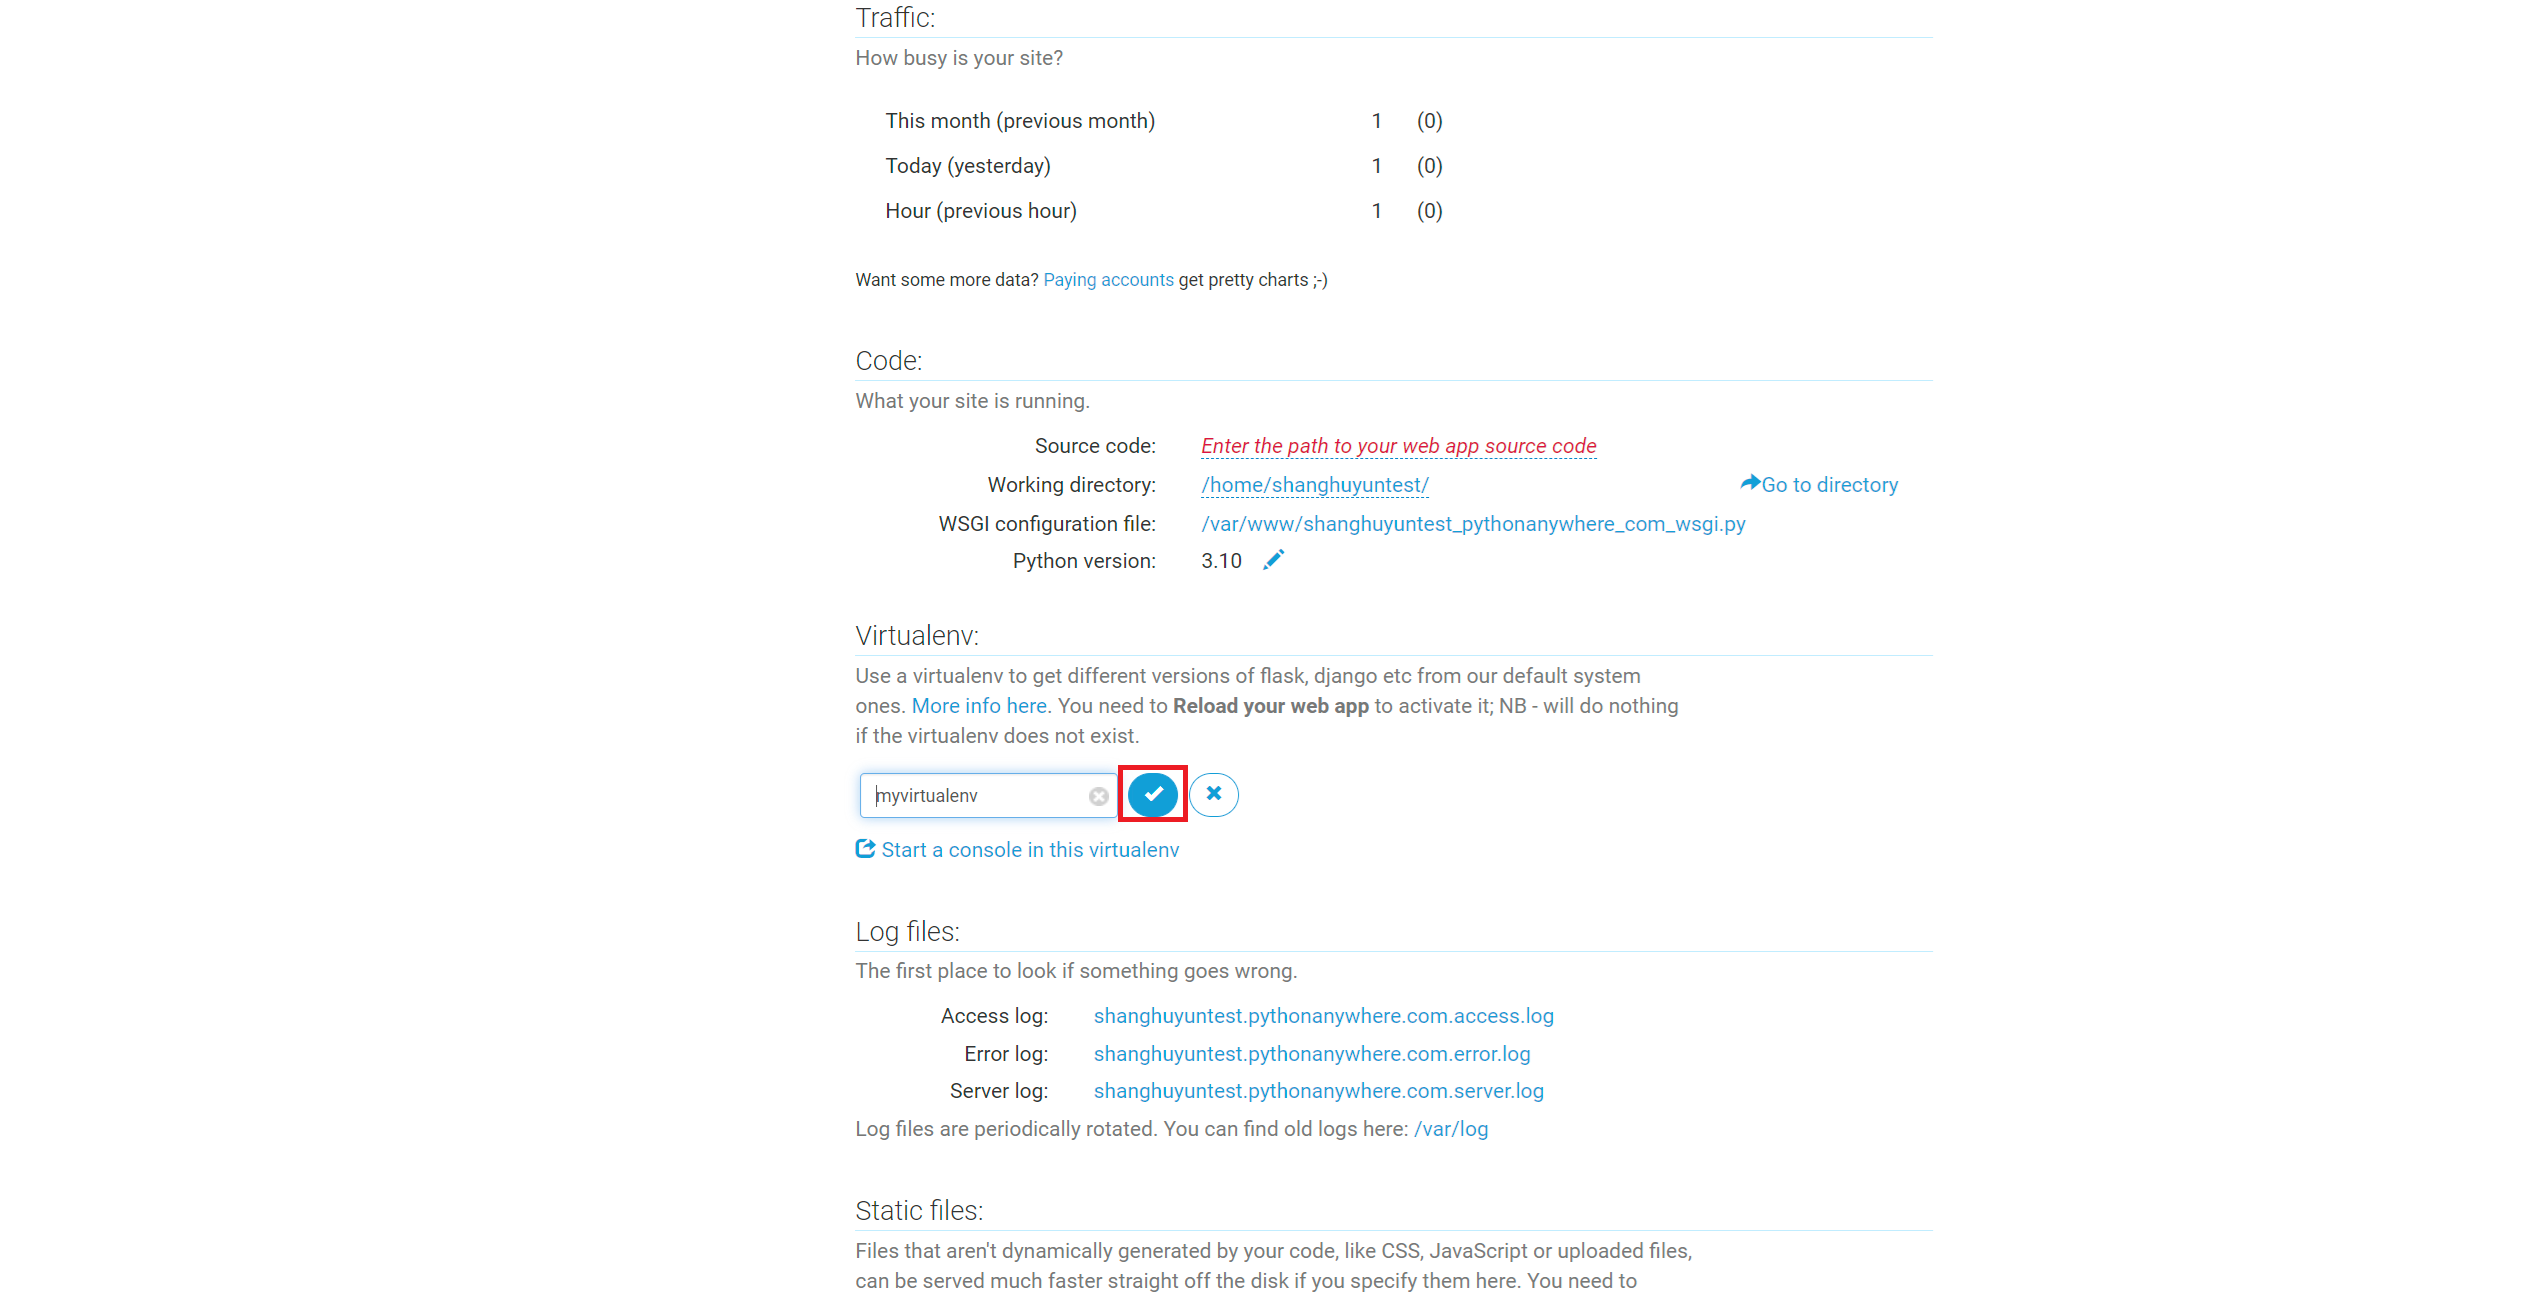 Traffic:
How busy is your site?
This month (previous month) 1 (0)
Today (yesterday) 1 (0)
Hour (previous hour) 1 (0)
Want some more data? Paying accounts get pretty charts ;-)
Code:
What your site is running.
Source code: Enter the path to your web app source code
Working directory: /home/shanghuyuntest/ Go to directory
WSGI configuration file: /var/www/shanghuyuntest_pythonanywhere_com_wsgi.py
Python version: 3.10
Virtualenv:
Use a virtualenv to get different versions of flask, django etc from our default system
ones. More info here. You need to Reload your web app to activate it; NB - will do nothing
if the virtualenv does not exist.
myvirtualenv
Start a console in this virtualenv
Log files:
The first place to look if something goes wrong.
Access log: shanghuyuntest.pythonanywhere.com.access.log
Error log: shanghuyuntest.pythonanywhere.com.error.log
Server log: shanghuyuntest.pythonanywhere.com.server.log
Log files are periodically rotated. You can find old logs here: /var/log
Static files:
Files that aren't dynamically generated by your code, like CSS, JavaScript or uploaded files,
can be served much faster straight off the disk if you specify them here. You need to